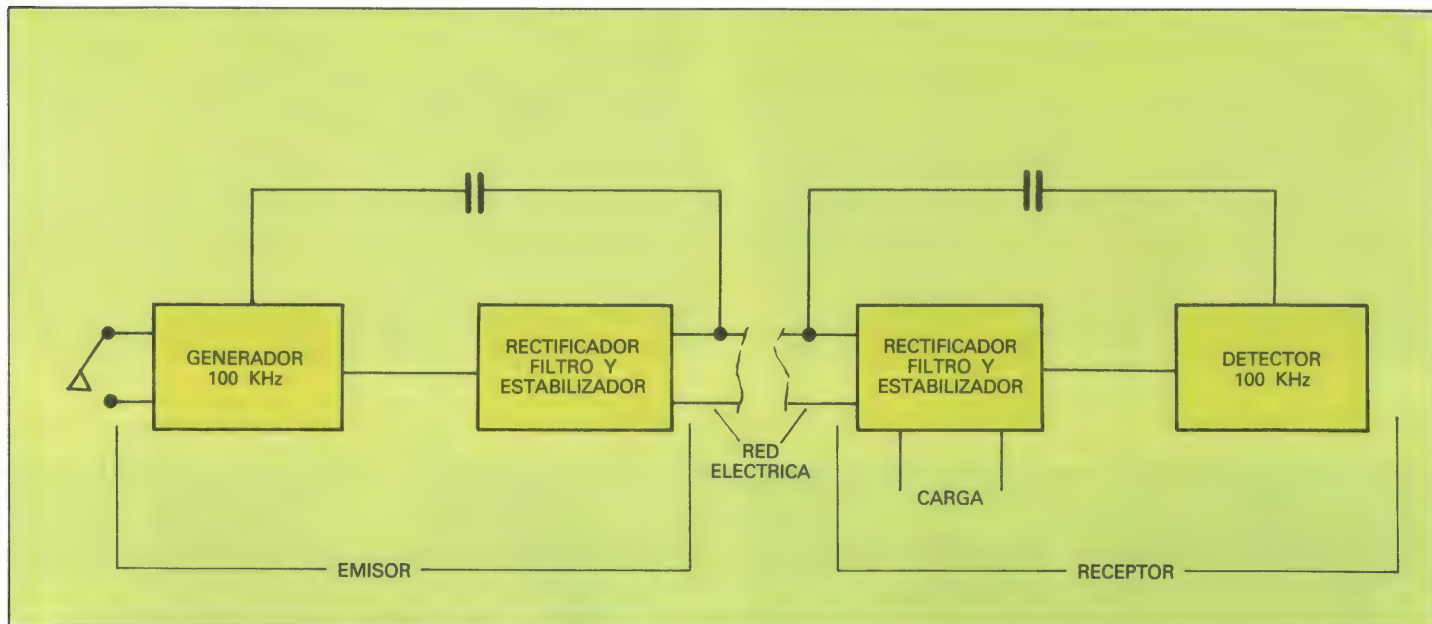 GENERADOR
100 KHz
RECTIFICADOR
FILTRO Y
ESTABILIZADOR
RED
ELECTRICA
RECTIFICADOR
FILTRO Y
ESTABILIZADOR
CARGA
DETECTOR
100 KHz
EMISOR
RECEPTOR